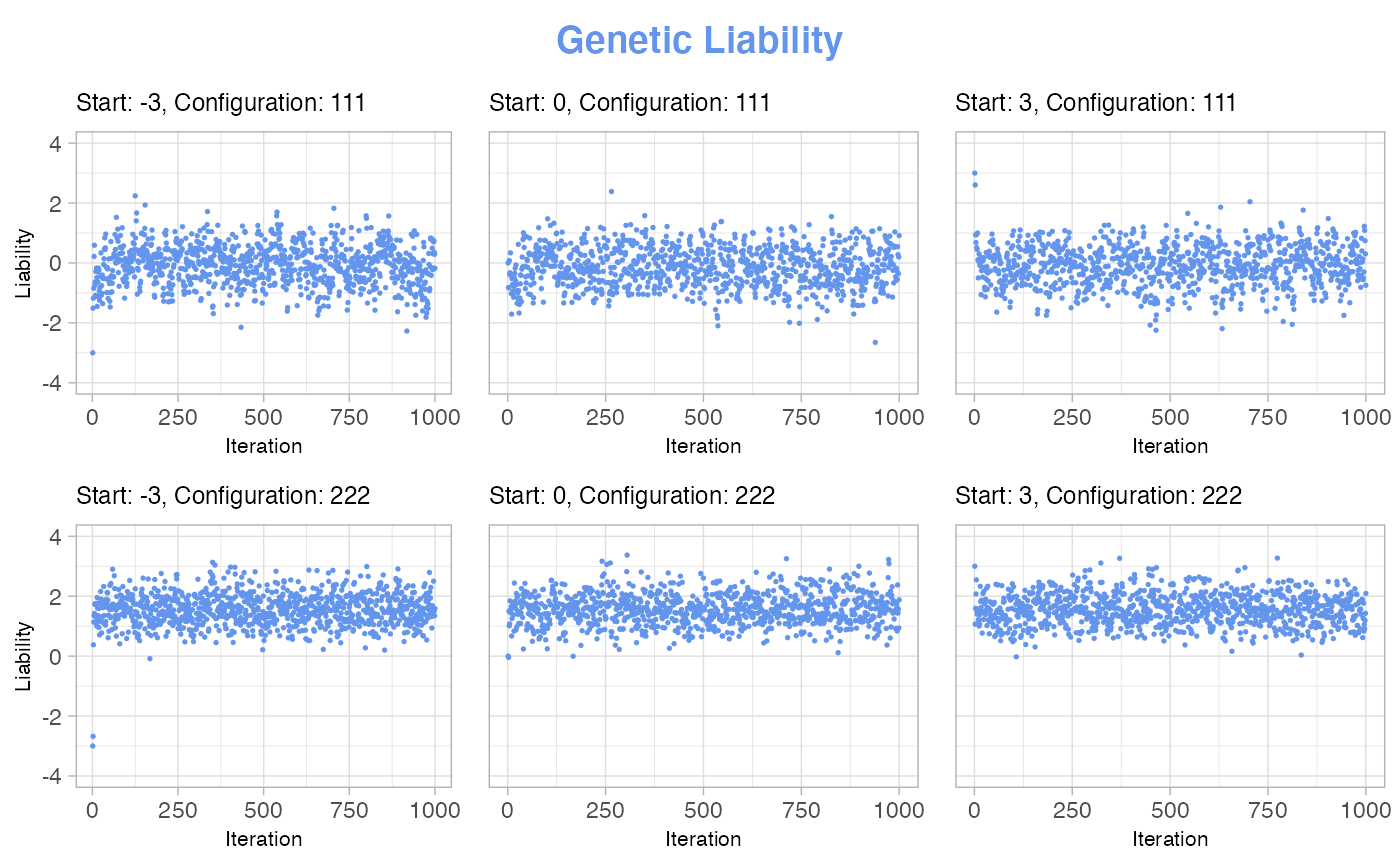 Genetic Liability
Start: -3, Configuration: 111
Start: 0, Configuration: 111
Start: 3, Configuration: 111
4
2
0
-2
-4
Liability
0 250 500 750 1000
0 250 500 750 1000
0 250 500 750 1000
Iteration
Iteration
Iteration
Start: -3, Configuration: 222
Start: 0, Configuration: 222
Start: 3, Configuration: 222
4
2
0
-2
-4
Liability
0 250 500 750 1000
0 250 500 750 1000
0 250 500 750 1000
Iteration
Iteration
Iteration